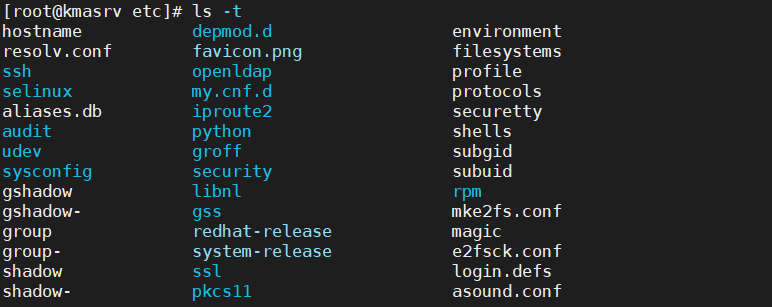 [root@kmasrv etc]# ls -t
hostname depmod.d environment
resolv.conf favicon.png filesystems
ssh openldap profile
selinux my.cnf.d protocols
aliases.db iproute2 securetty
audit python shells
udev groff subgid
sysconfig security subuid
gshadow libnl rpm
gshadow- gss mke2fs.conf
group redhat-release magic
group- system-release e2fsck.conf
shadow ssl login.defs
shadow- pkcs11 asound.conf